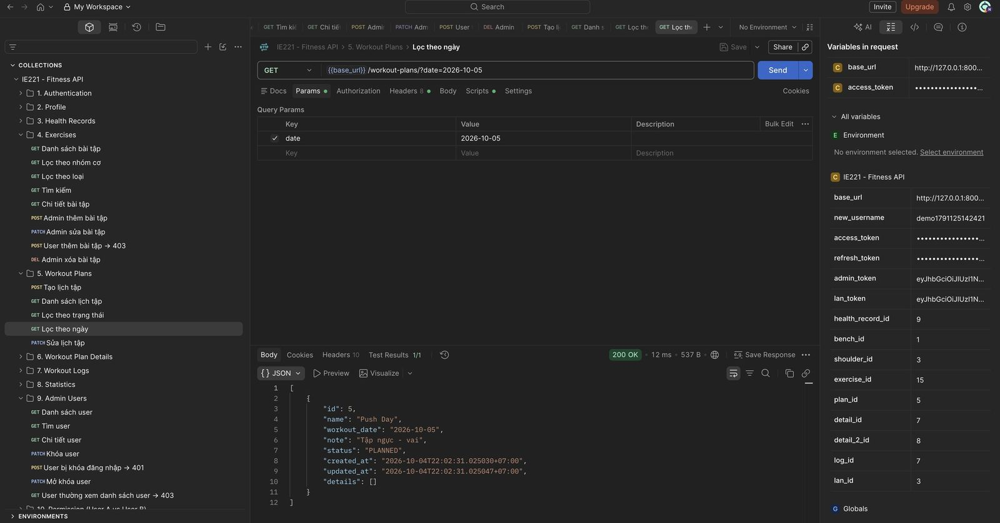 My Workspace
Search
Invite
Upgrade
GET Tìm ki
GET Chi tiế
POST Admi
PATCH Adm
POST User
DEL Admin
POST Tạo l
GET Danh s
GET Lọc th
GET Lọc th
No Environment
AI
COLLECTIONS
IE221 - Fitness API
1. Authentication
2. Profile
3. Health Records
4. Exercises
GET Danh sách bài tập
GET Lọc theo nhóm cơ
GET Lọc theo loại
GET Tìm kiếm
GET Chi tiết bài tập
POST Admin thêm bài tập
PATCH Admin sửa bài tập
POST User thêm bài tập → 403
DEL Admin xóa bài tập
5. Workout Plans
POST Tạo lịch tập
GET Danh sách lịch tập
GET Lọc theo trạng thái
GET Lọc theo ngày
PATCH Sửa lịch tập
6. Workout Plan Details
7. Workout Logs
8. Statistics
9. Admin Users
GET Danh sách user
GET Tìm user
GET Chi tiết user
PATCH Khóa user
POST User bị khóa đăng nhập → 401
PATCH Mở khóa user
GET User thường xem danh sách user → 403
10. Permission (User A vs User B)
ENVIRONMENTS
HTTP IE221 - Fitness API > 5. Workout Plans > Lọc theo ngày
Save
Share
GET
{{base_url}} /workout-plans/?date=2026-10-05
Send
Docs Params Authorization Headers 8 Body Scripts Settings
Cookies
Query Params
Key Value Description Bulk Edit
date 2026-10-05
Key Value Description
Body Cookies Headers 10 Test Results 1/1
200 OK • 12 ms • 537 B
e.g. Save Response
{} JSON Preview Visualize
1 [
2 {
3 "id": 5,
4 "name": "Push Day",
5 "workout_date": "2026-10-05",
6 "note": "Tập ngực - vai",
7 "status": "PLANNED",
8 "created_at": "2026-10-04T22:02:31.025030+07:00",
9 "updated_at": "2026-10-04T22:02:31.025047+07:00",
10 "details": []
11 }
12 ]
Variables in request
C base_url http://127.0.0.1:800...
C access_token ••••••••••••••••...
All variables
E Environment
No environment selected. Select environment
C IE221 - Fitness API
base_url http://127.0.0.1:800...
new_username demo1791125142421
access_token ••••••••••••••••...
refresh_token ••••••••••••••••...
admin_token eyJhbGciOiJIUzI1N...
lan_token eyJhbGciOiJIUzI1N...
health_record_id 9
bench_id 1
shoulder_id 3
exercise_id 15
plan_id 5
detail_id 7
detail_2_id 8
log_id 7
lan_id 3
G Globals